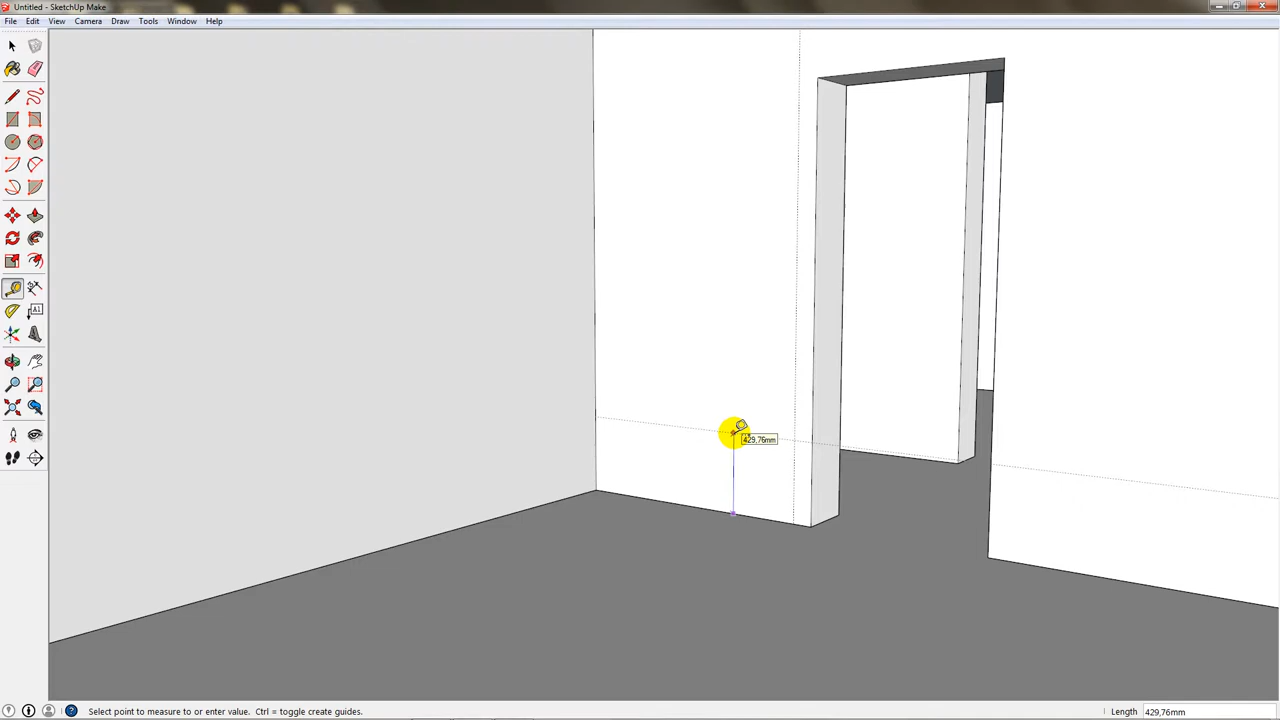 Untitled - SketchUp Make
File Edit View Camera Draw Tools Window Help
A1
429,76mm
Select point to measure to or enter value. Ctrl = toggle create guides.
Length 429,76mm